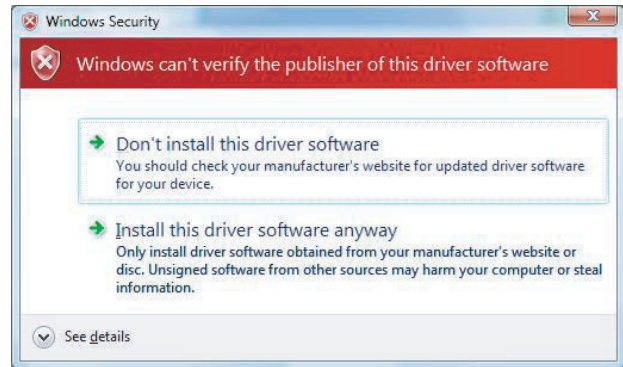 Windows Security
Windows can't verify the publisher of this driver software
Don't install this driver software
You should check your manufacturer's website for updated driver software
for your device.
Install this driver software anyway
Only install driver software obtained from your manufacturer's website or
disc. Unsigned software from other sources may harm your computer or steal
information.
See details